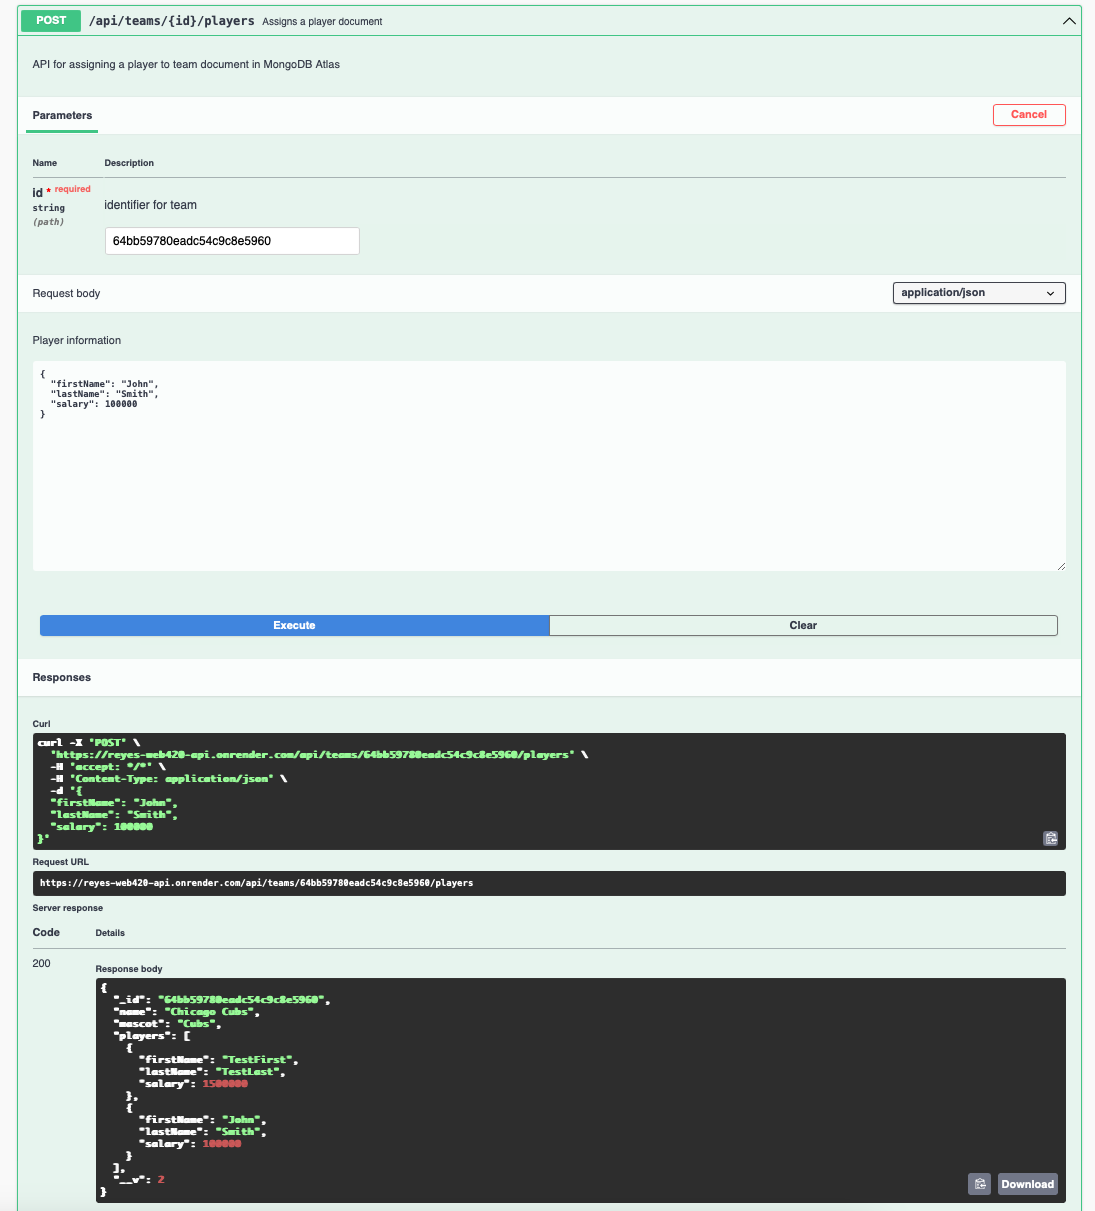 POST /api/teams/{id}/players Assigns a player document
API for assigning a player to team document in MongoDB Atlas
Parameters
Cancel
Name Description
id * required
string
(path)
identifier for team
64bb59780eadc54c9c8e5960
Request body
application/json
Player information
{
"firstName": "John",
"lastName": "Smith",
"salary": 100000
}
Execute
Clear
Responses
Curl
curl -X 'POST' \
'https://reyes-web420-api.onrender.com/api/teams/64bb59780eadc54c9c8e5960/players' \
-H 'accept: */*' \
-H 'Content-Type: application/json' \
-d '{
"firstName": "John",
"lastName": "Smith",
"salary": 100000
}'
Request URL
https://reyes-web420-api.onrender.com/api/teams/64bb59780eadc54c9c8e5960/players
Server response
Code Details
200
Response body
{
"_id": "64bb59780eadc54c9c8e5960",
"name": "Chicago Cubs",
"mascot": "Cubs",
"players": [
{
"firstName": "TestFirst",
"lastName": "TestLast",
"salary": 1500000
},
{
"firstName": "John",
"lastName": "Smith",
"salary": 100000
}
],
"__v": 2
}
Download